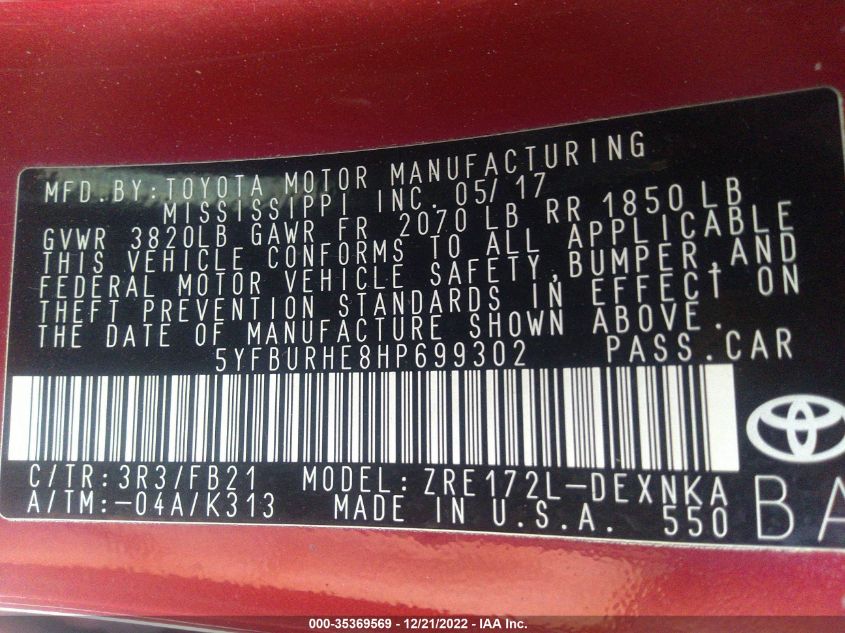 MFD.BY:TOYOTA MOTOR MANUFACTURING
MISSISSIPPI INC. 05/17
GVWR 3820LB GAWR FR 2070 LB RR 1850 LB
THIS VEHICLE CONFORMS TO ALL APPLICABLE
FEDERAL MOTOR VEHICLE SAFETY,BUMPER,AND
THEFT PREVENTION STANDARDS IN EFFECT ON
THE DATE OF MANUFACTURE SHOWN ABOVE.
5YFBURHE8HP699302 PASS.CAR
C/TR:3R3/FB21 MODEL:ZRE172L-DEXNKA
A/TM:-04A/K313 MADE IN U.S.A. 550 BA
000-35369569 - 12/21/2022 - IAA Inc.